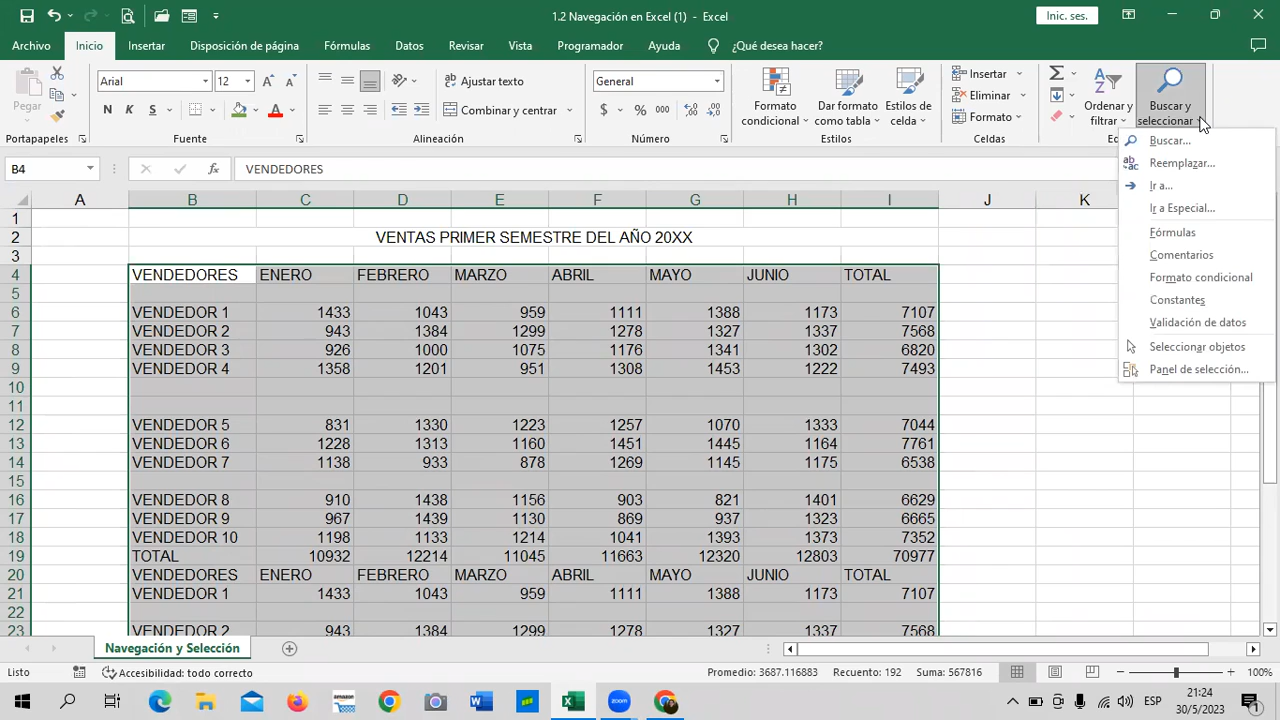 1.2 Navegación en Excel (1) - Excel
Inic. ses.
Archivo Inicio Insertar Disposición de página Fórmulas Datos Revisar Vista Programador Ayuda ¿Qué desea hacer?
Pegar
Arial 12
N K S
Ajustar texto
Combinar y centrar
General
$ % 000
Formato condicional
Dar formato como tabla
Estilos de celda
Insertar
Eliminar
Formato
Ordenar y filtrar
Buscar y seleccionar
Portapapeles Fuente Alineación Número Estilos Celdas
B4 fx VENDEDORES
Buscar...
Reemplazar...
Ir a...
Ir a Especial...
Fórmulas
Comentarios
Formato condicional
Constantes
Validación de datos
Seleccionar objetos
Panel de selección...
A B C D E F G H I J K
1
2 VENTAS PRIMER SEMESTRE DEL AÑO 20XX
3
4 VENDEDORES ENERO FEBRERO MARZO ABRIL MAYO JUNIO TOTAL
5
6 VENDEDOR 1 1433 1043 959 1111 1388 1173 7107
7 VENDEDOR 2 943 1384 1299 1278 1327 1337 7568
8 VENDEDOR 3 926 1000 1075 1176 1341 1302 6820
9 VENDEDOR 4 1358 1201 951 1308 1453 1222 7493
10
11
12 VENDEDOR 5 831 1330 1223 1257 1070 1333 7044
13 VENDEDOR 6 1228 1313 1160 1451 1445 1164 7761
14 VENDEDOR 7 1138 933 878 1269 1145 1175 6538
15
16 VENDEDOR 8 910 1438 1156 903 821 1401 6629
17 VENDEDOR 9 967 1439 1130 869 937 1323 6665
18 VENDEDOR 10 1198 1133 1214 1041 1393 1373 7352
19 TOTAL 10932 12214 11045 11663 12320 12803 70977
20 VENDEDORES ENERO FEBRERO MARZO ABRIL MAYO JUNIO TOTAL
21 VENDEDOR 1 1433 1043 959 1111 1388 1173 7107
22
23 VENDEDOR 2 943 1384 1299 1278 1327 1337 7568
Navegación y Selección
Listo Accesibilidad: todo correcto Promedio: 3687.116883 Recuento: 192 Suma: 567816 100%
amazon zoom ESP
21:24
30/5/2023